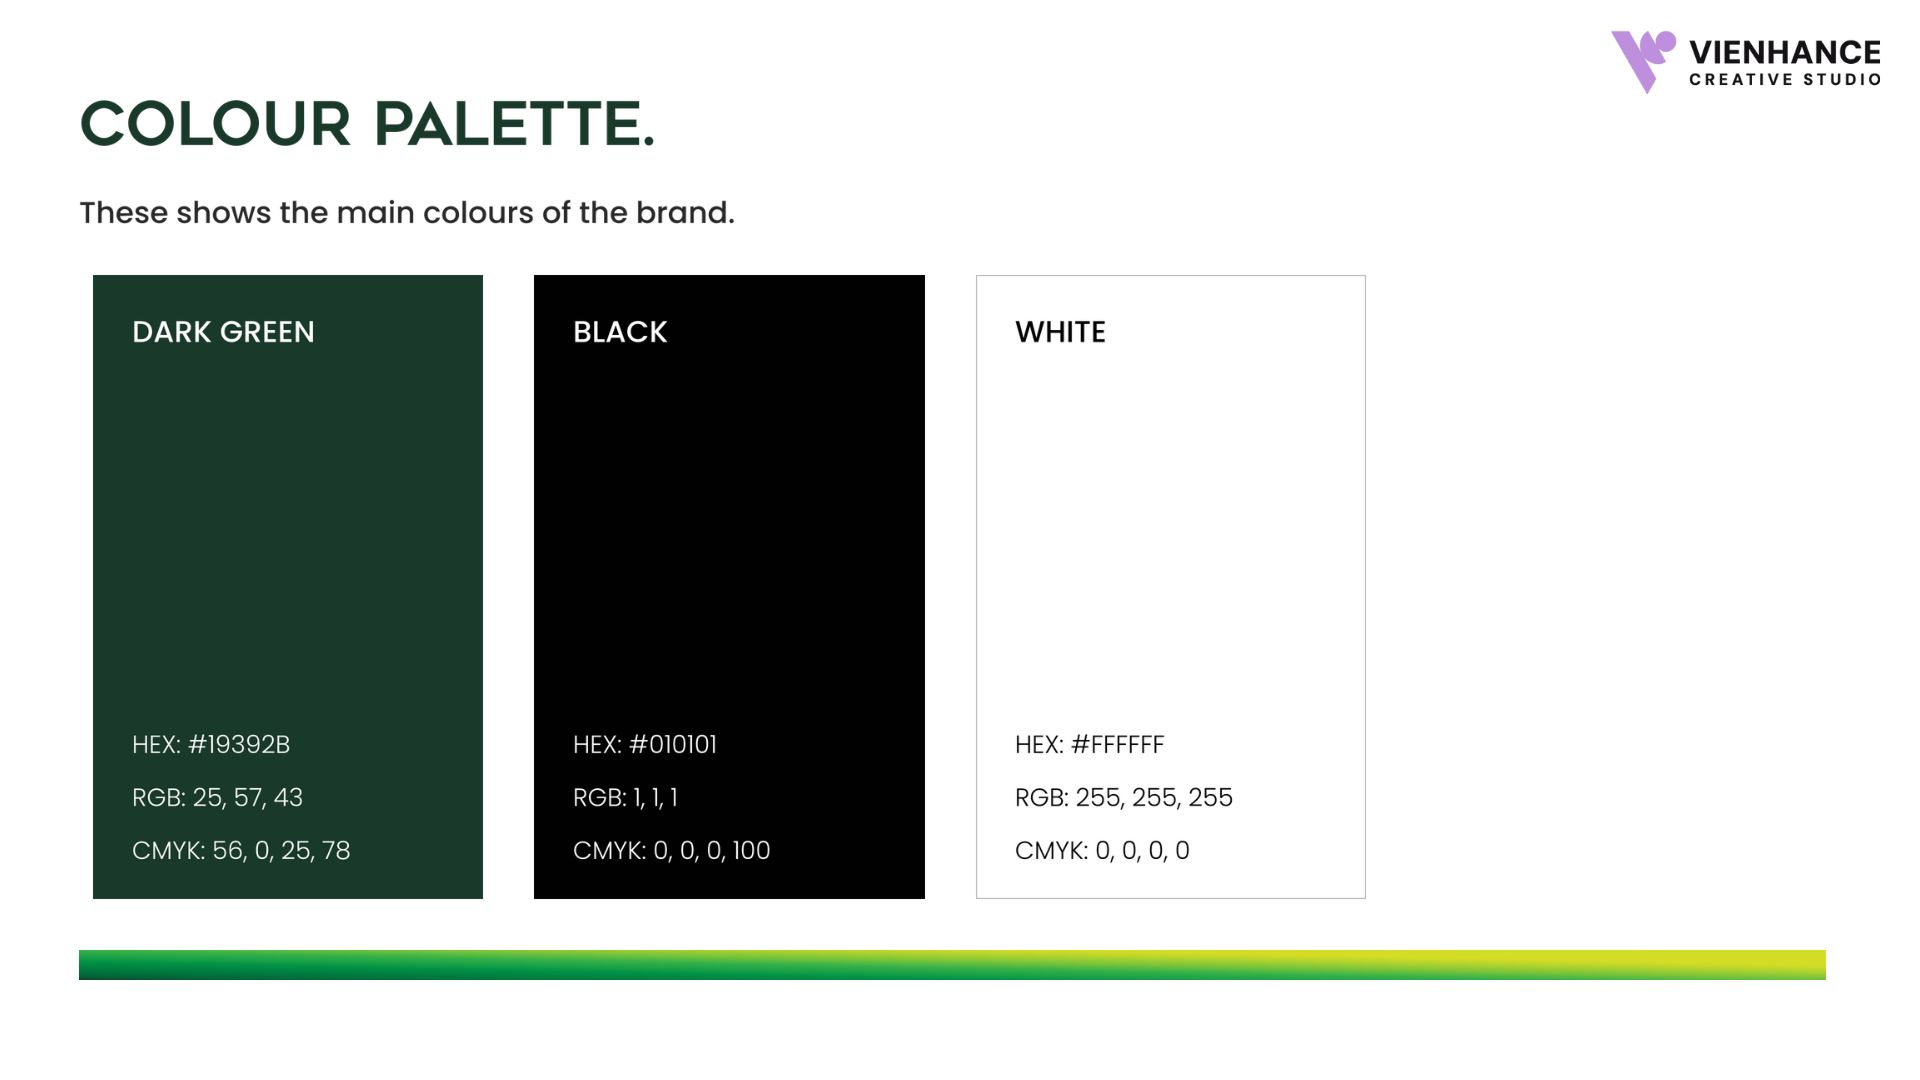 VIENHANCE
CREATIVE STUDIO
COLOUR PALETTE.
These shows the main colours of the brand.
DARK GREEN
HEX: #19392B
RGB: 25, 57, 43
CMYK: 56, 0, 25, 78
BLACK
HEX: #010101
RGB: 1, 1, 1
CMYK: 0, 0, 0, 100
WHITE
HEX: #FFFFFF
RGB: 255, 255, 255
CMYK: 0, 0, 0, 0